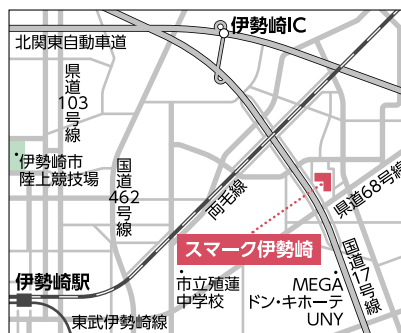 伊勢崎IC
北関東自動車道
県道
103
号線
伊勢崎市
陸上競技場
国道
462
号線
両毛線
県道68号線
スマーク伊勢崎
国道17号線
伊勢崎駅
市立殖蓮
中学校
MEGA
ドン・キホーテ
UNY
東武伊勢崎線